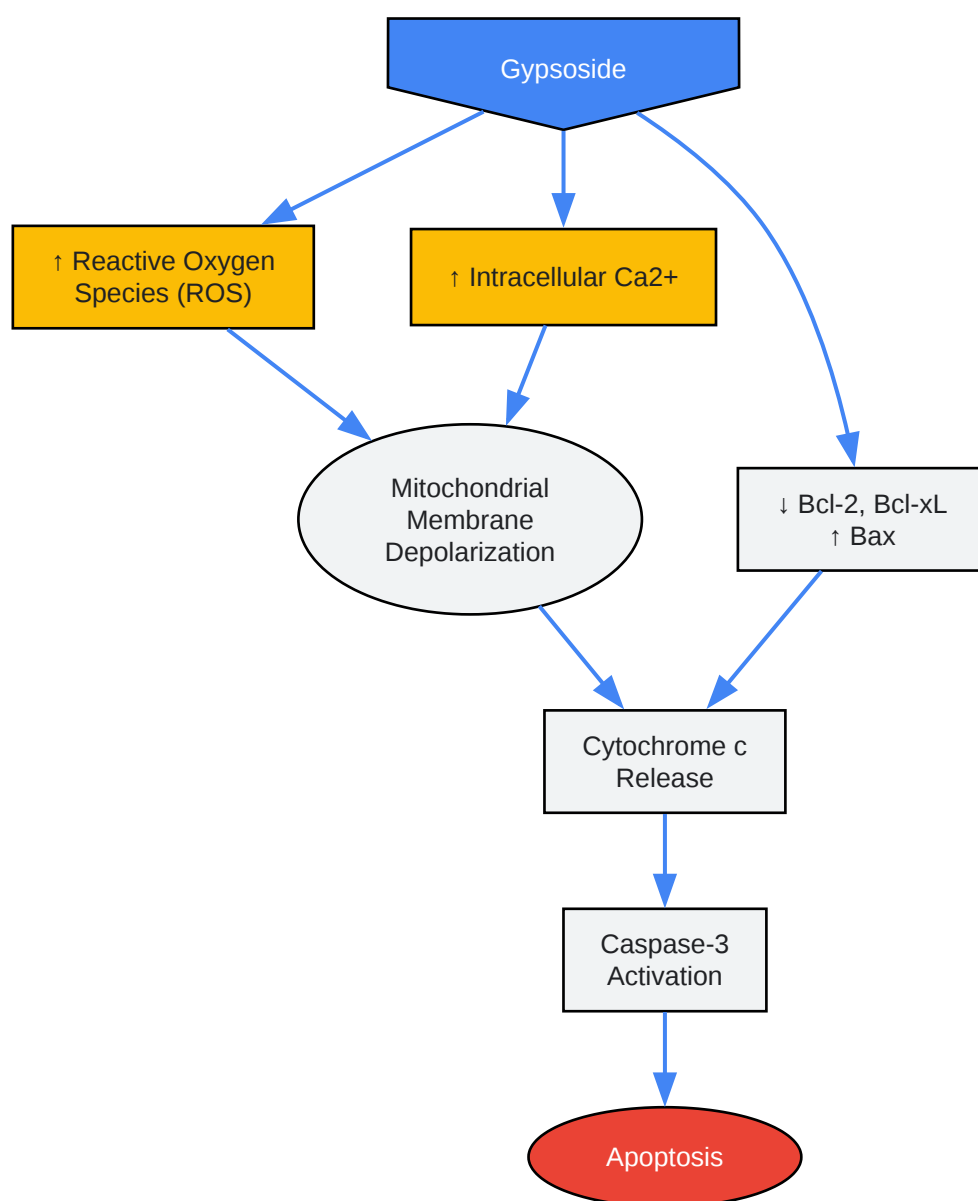 Gypsoside
↑ Reactive Oxygen
Species (ROS)
↑ Intracellular Ca2+
Mitochondrial
Membrane
Depolarization
↓ Bcl-2, Bcl-xL
↑ Bax
Cytochrome c
Release
Caspase-3
Activation
Apoptosis